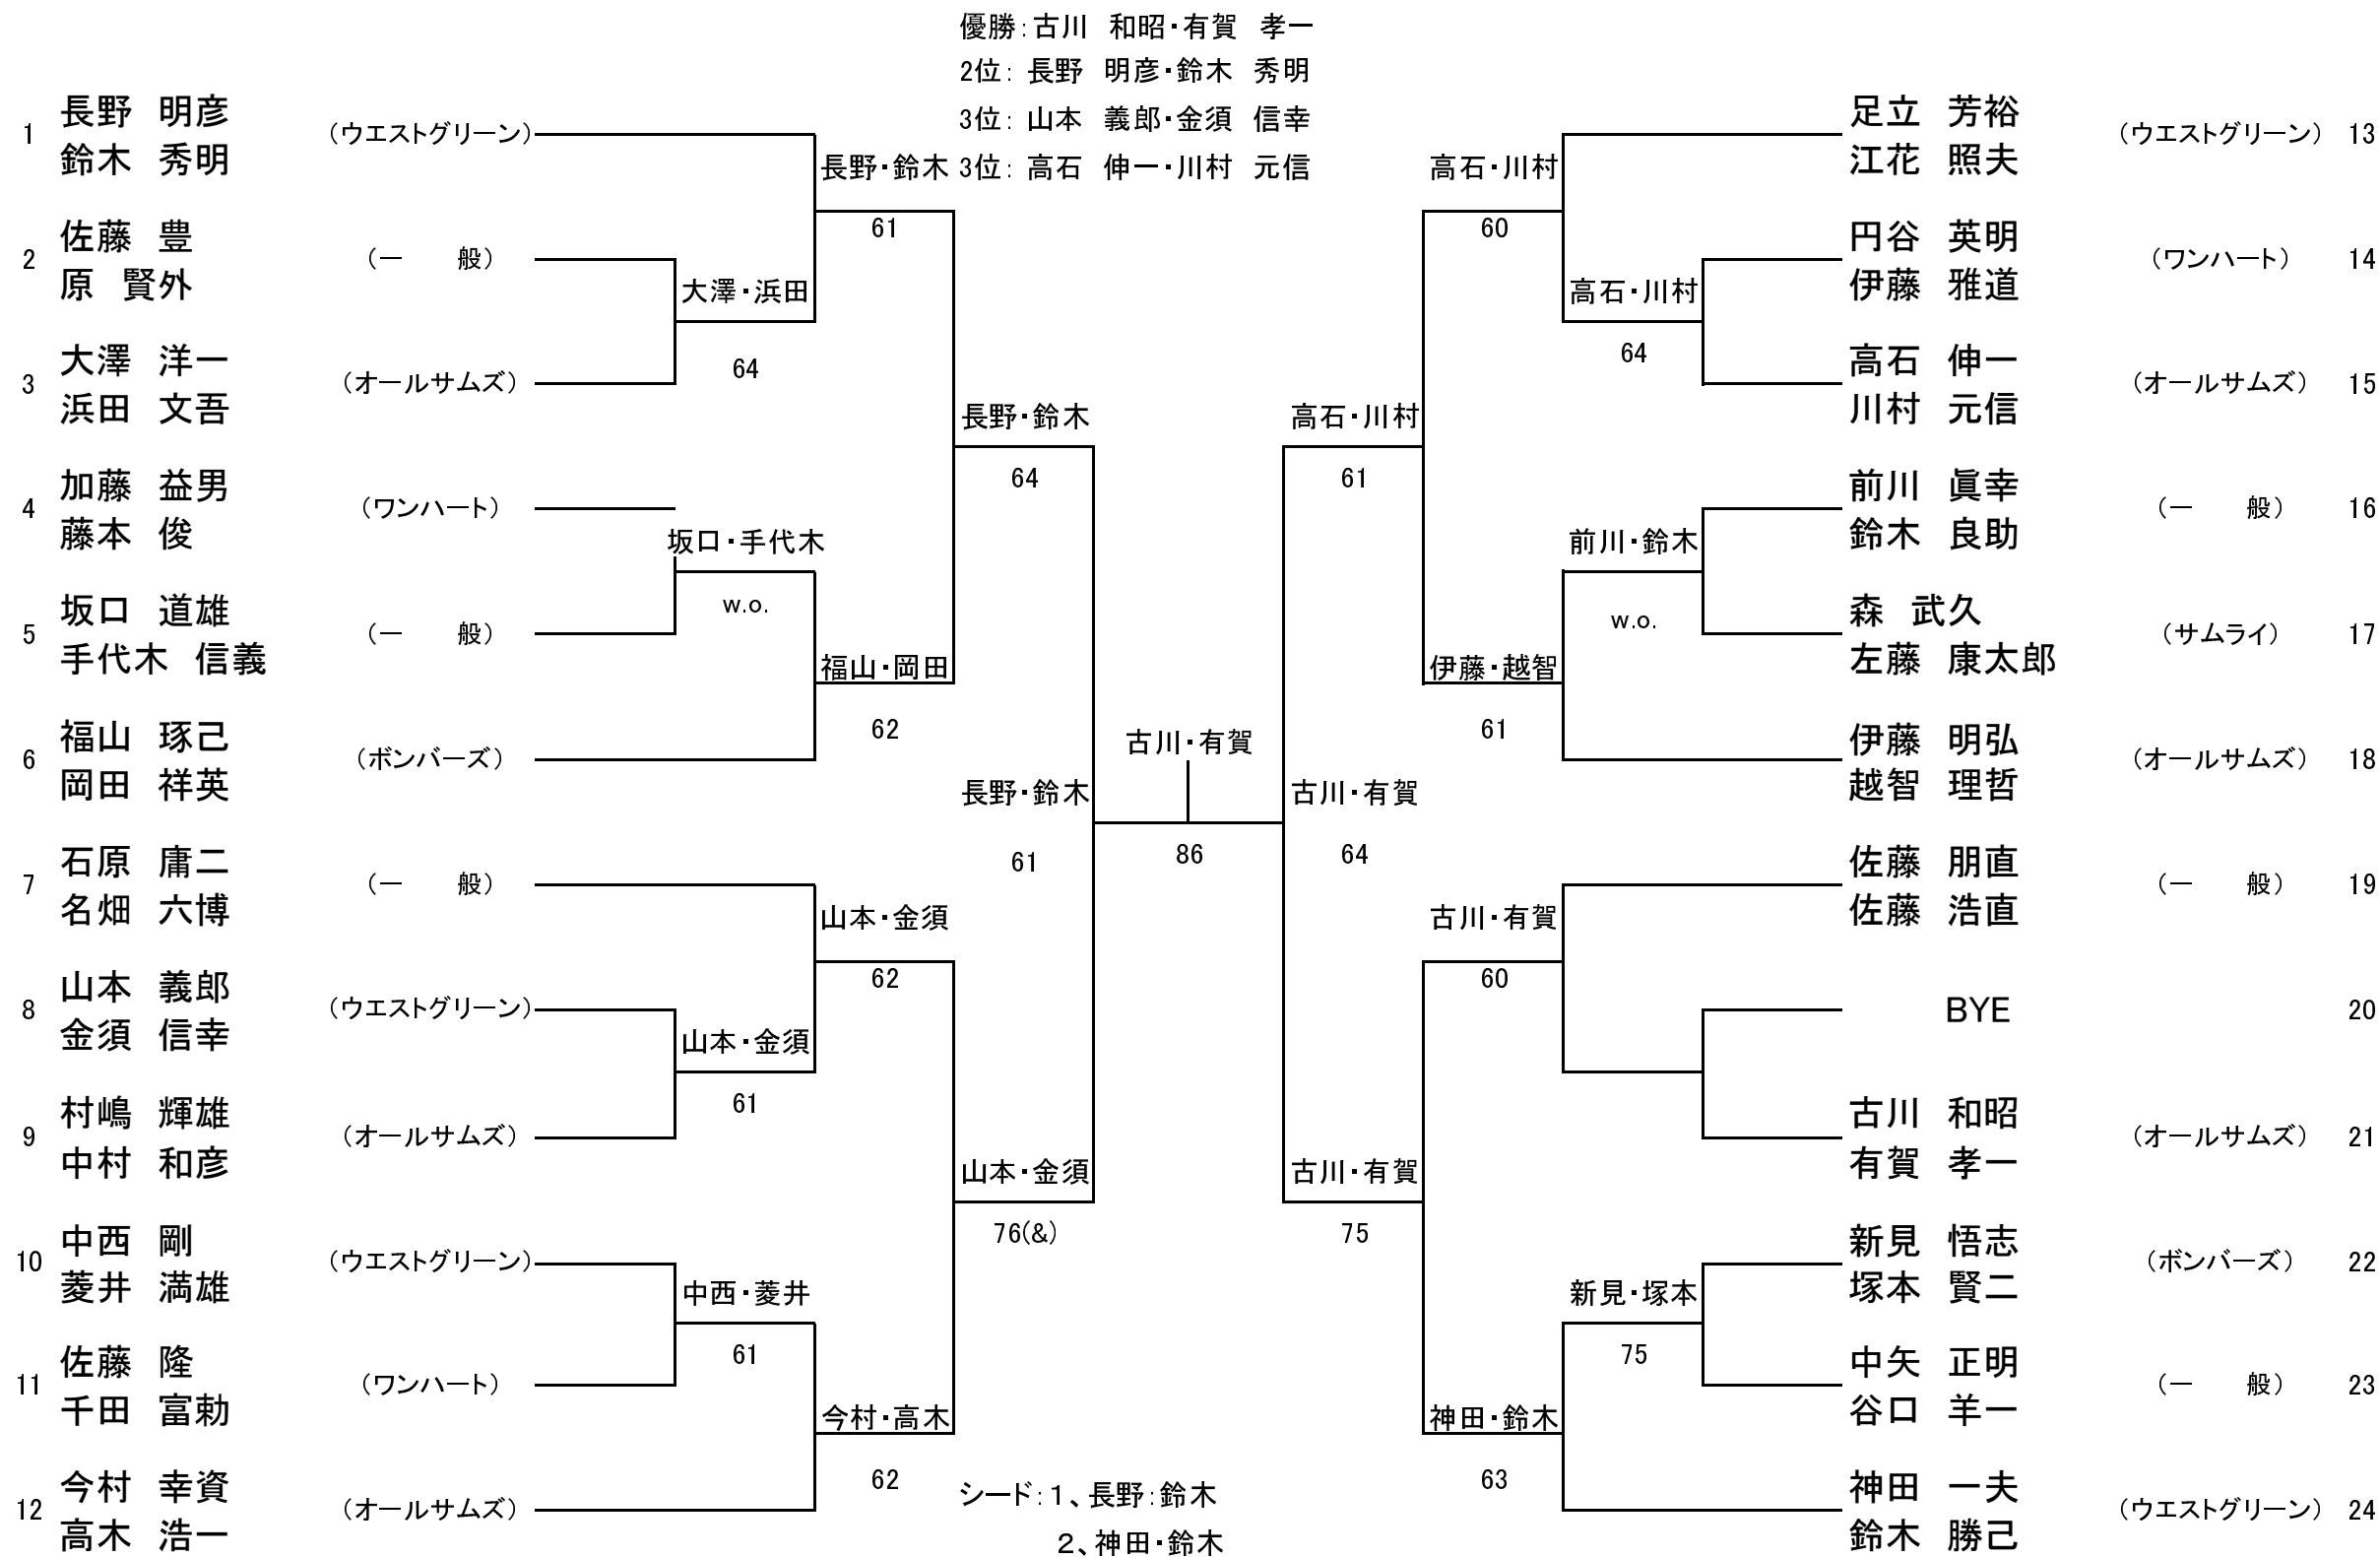 優勝：古川　和昭・有賀　孝一
2位：　長野　明彦・鈴木　秀明
3位：　山本　義郎・金須　信幸
3位：　高石　伸一・川村　元信
1　長野　明彦　（ウエストグリーン）
鈴木　秀明
2　佐藤　豊　（一　　般）
原　賢外
3　大澤　洋一　（オールサムズ）
浜田　文吾
4　加藤　益男　（ワンハート）
藤本　俊
5　坂口　道雄　（一　　般）
手代木　信義
6　福山　琢己　（ボンバーズ）
岡田　祥英
7　石原　庸二　（一　　般）
名畑　六博
8　山本　義郎　（ウエストグリーン）
金須　信幸
9　村嶋　輝雄　（オールサムズ）
中村　和彦
10　中西　剛　（ウエストグリーン）
菱井　満雄
11　佐藤　隆　（ワンハート）
千田　富勅
12　今村　幸資　（オールサムズ）
高木　浩一
大澤・浜田
64
坂口・手代木
w.o.
山本・金須
61
中西・菱井
61
長野・鈴木
61
福山・岡田
62
山本・金須
62
今村・高木
62
長野・鈴木
64
山本・金須
76(&)
長野・鈴木
61
古川・有賀
86
古川・有賀
64
高石・川村
61
古川・有賀
75
高石・川村
60
伊藤・越智
61
古川・有賀
60
神田・鈴木
63
高石・川村
64
前川・鈴木
w.o.
新見・塚本
75
足立　芳裕　（ウエストグリーン）　13
江花　照夫
円谷　英明　（ワンハート）　14
伊藤　雅道
高石　伸一　（オールサムズ）　15
川村　元信
前川　眞幸　（一　　般）　16
鈴木　良助
森　武久　（サムライ）　17
左藤　康太郎
伊藤　明弘　（オールサムズ）　18
越智　理哲
佐藤　朋直　（一　　般）　19
佐藤　浩直
BYE　20
古川　和昭　（オールサムズ）　21
有賀　孝一
新見　悟志　（ボンバーズ）　22
塚本　賢二
中矢　正明　（一　　般）　23
谷口　羊一
神田　一夫　（ウエストグリーン）　24
鈴木　勝己
シード：１、長野：鈴木
２、神田・鈴木